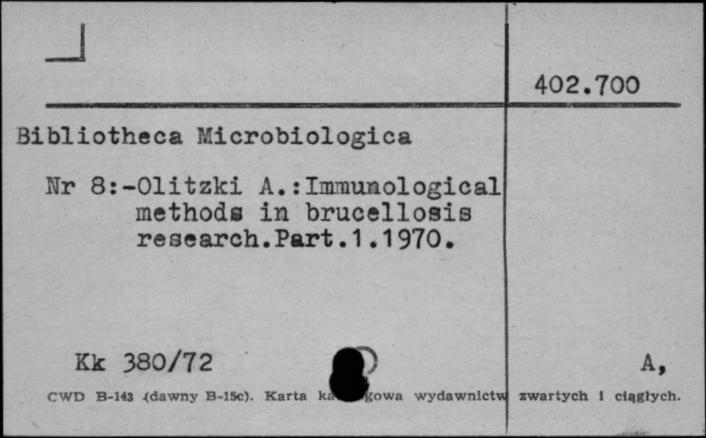 402.700
Bibliotheca Microbiologica
Nr 8:-Olitzki A.:Immunological
methods in brucellosis
research.Part.1.1970.
Kk 380/72
A,
CWD B-143 (dawny B-15c). Karta wydawnictw zwartych i ciągłych.